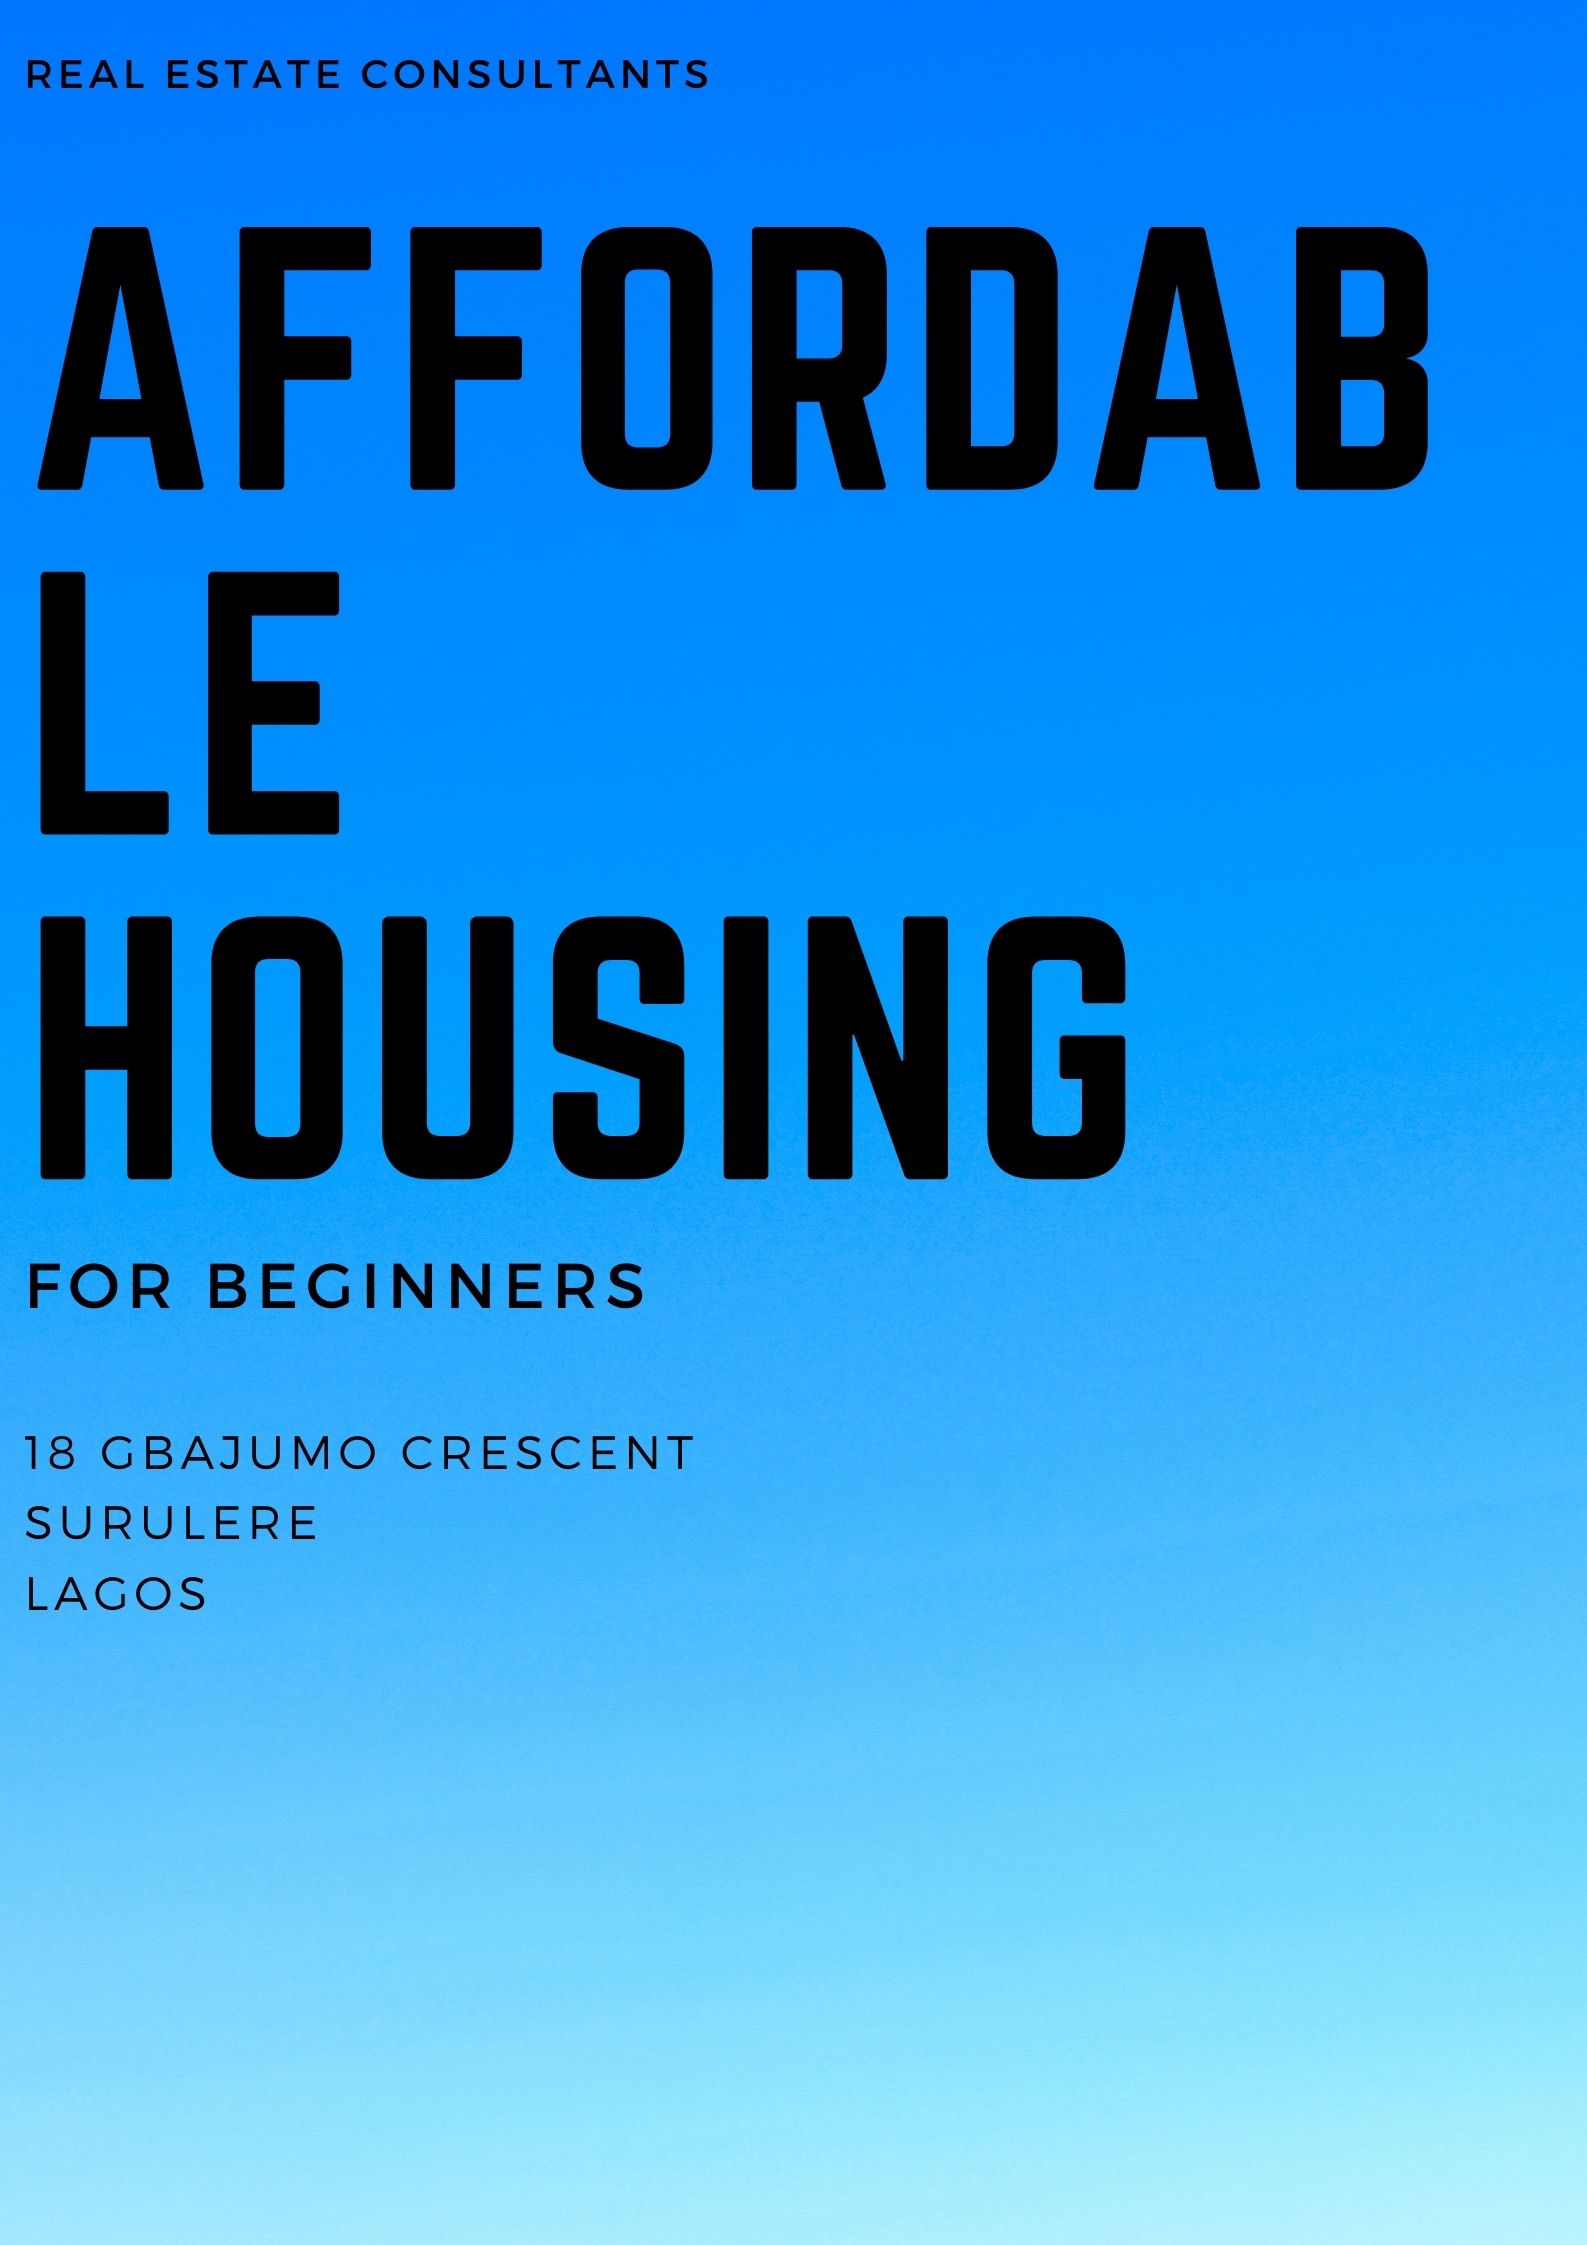 REAL ESTATE CONSULTANTS
AFFORDAB
LE
HOUSING
FOR BEGINNERS
18 GBAJUMO CRESCENT
SURULERE
LAGOS